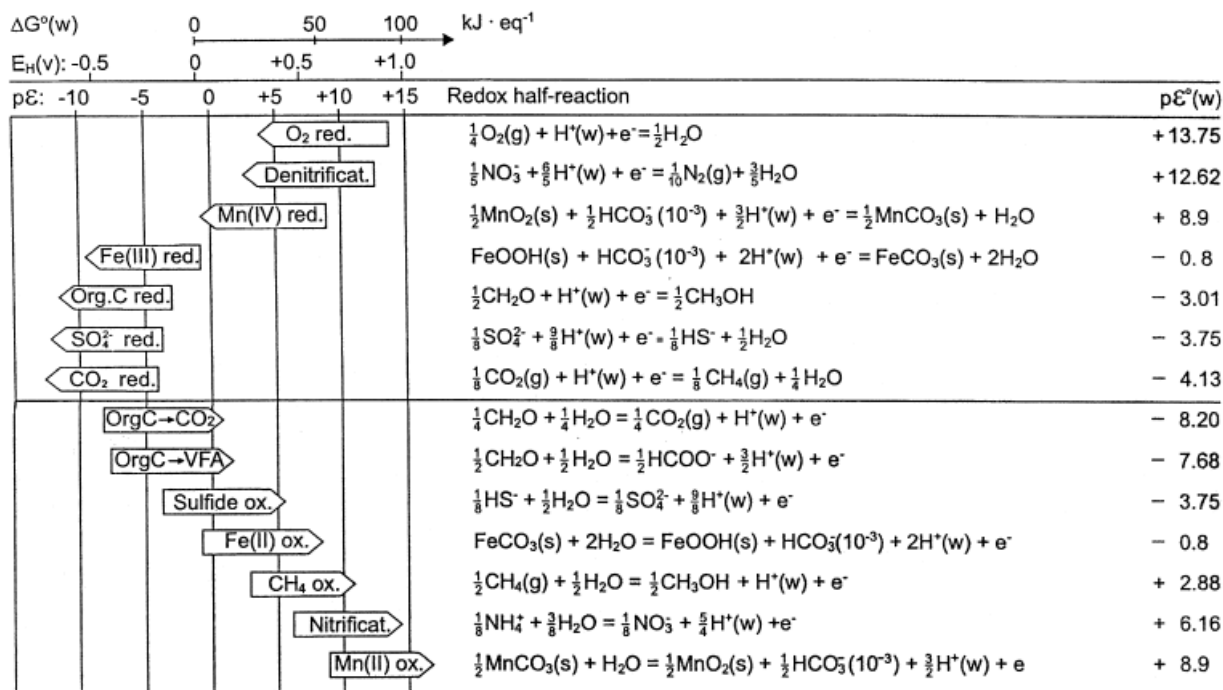 ΔG°(w) 0 50 100 kJ · eq⁻¹
E_H(v): -0.5 0 +0.5 +1.0
pƐ: -10 -5 0 +5 +10 +15 Redox half-reaction pƐ°(w)
O₂ red. ¼O₂(g) + H⁺(w)+e⁻=½H₂O +13.75
Denitrificat. ⅕NO₃⁻ + 6/5H⁺(w) + e⁻ = 1/10N₂(g)+ ⅗H₂O +12.62
Mn(IV) red. ½MnO₂(s) + ½HCO₃⁻(10⁻³) + 3/2H⁺(w) + e⁻ = ½MnCO₃(s) + H₂O + 8.9
Fe(III) red. FeOOH(s) + HCO₃⁻(10⁻³) + 2H⁺(w) + e⁻ = FeCO₃(s) + 2H₂O − 0.8
Org.C red. ½CH₂O + H⁺(w) + e⁻ = ½CH₃OH − 3.01
SO₄²⁻ red. ⅛SO₄²⁻ + 9/8H⁺(w) + e⁻ = ⅛HS⁻ + ½H₂O − 3.75
CO₂ red. ⅛CO₂(g) + H⁺(w) + e⁻ = ⅛CH₄(g) + ¼H₂O − 4.13
OrgC→CO₂ ¼CH₂O + ¼H₂O = ¼CO₂(g) + H⁺(w) + e⁻ − 8.20
OrgC→VFA ½CH₂O + ½H₂O = ½HCOO⁻ + 3/2H⁺(w) + e⁻ − 7.68
Sulfide ox. ⅛HS⁻ + ½H₂O = ⅛SO₄²⁻ + 9/8H⁺(w) + e⁻ − 3.75
Fe(II) ox. FeCO₃(s) + 2H₂O = FeOOH(s) + HCO₃⁻(10⁻³) + 2H⁺(w) + e⁻ − 0.8
CH₄ ox. ½CH₄(g) + ½H₂O = ½CH₃OH + H⁺(w) + e⁻ + 2.88
Nitrificat. ⅛NH₄⁺ + ⅜H₂O = ⅛NO₃⁻ + 5/4H⁺(w) +e⁻ + 6.16
Mn(II) ox. ½MnCO₃(s) + H₂O = ½MnO₂(s) + ½HCO₃⁻(10⁻³) + 3/2H⁺(w) + e + 8.9